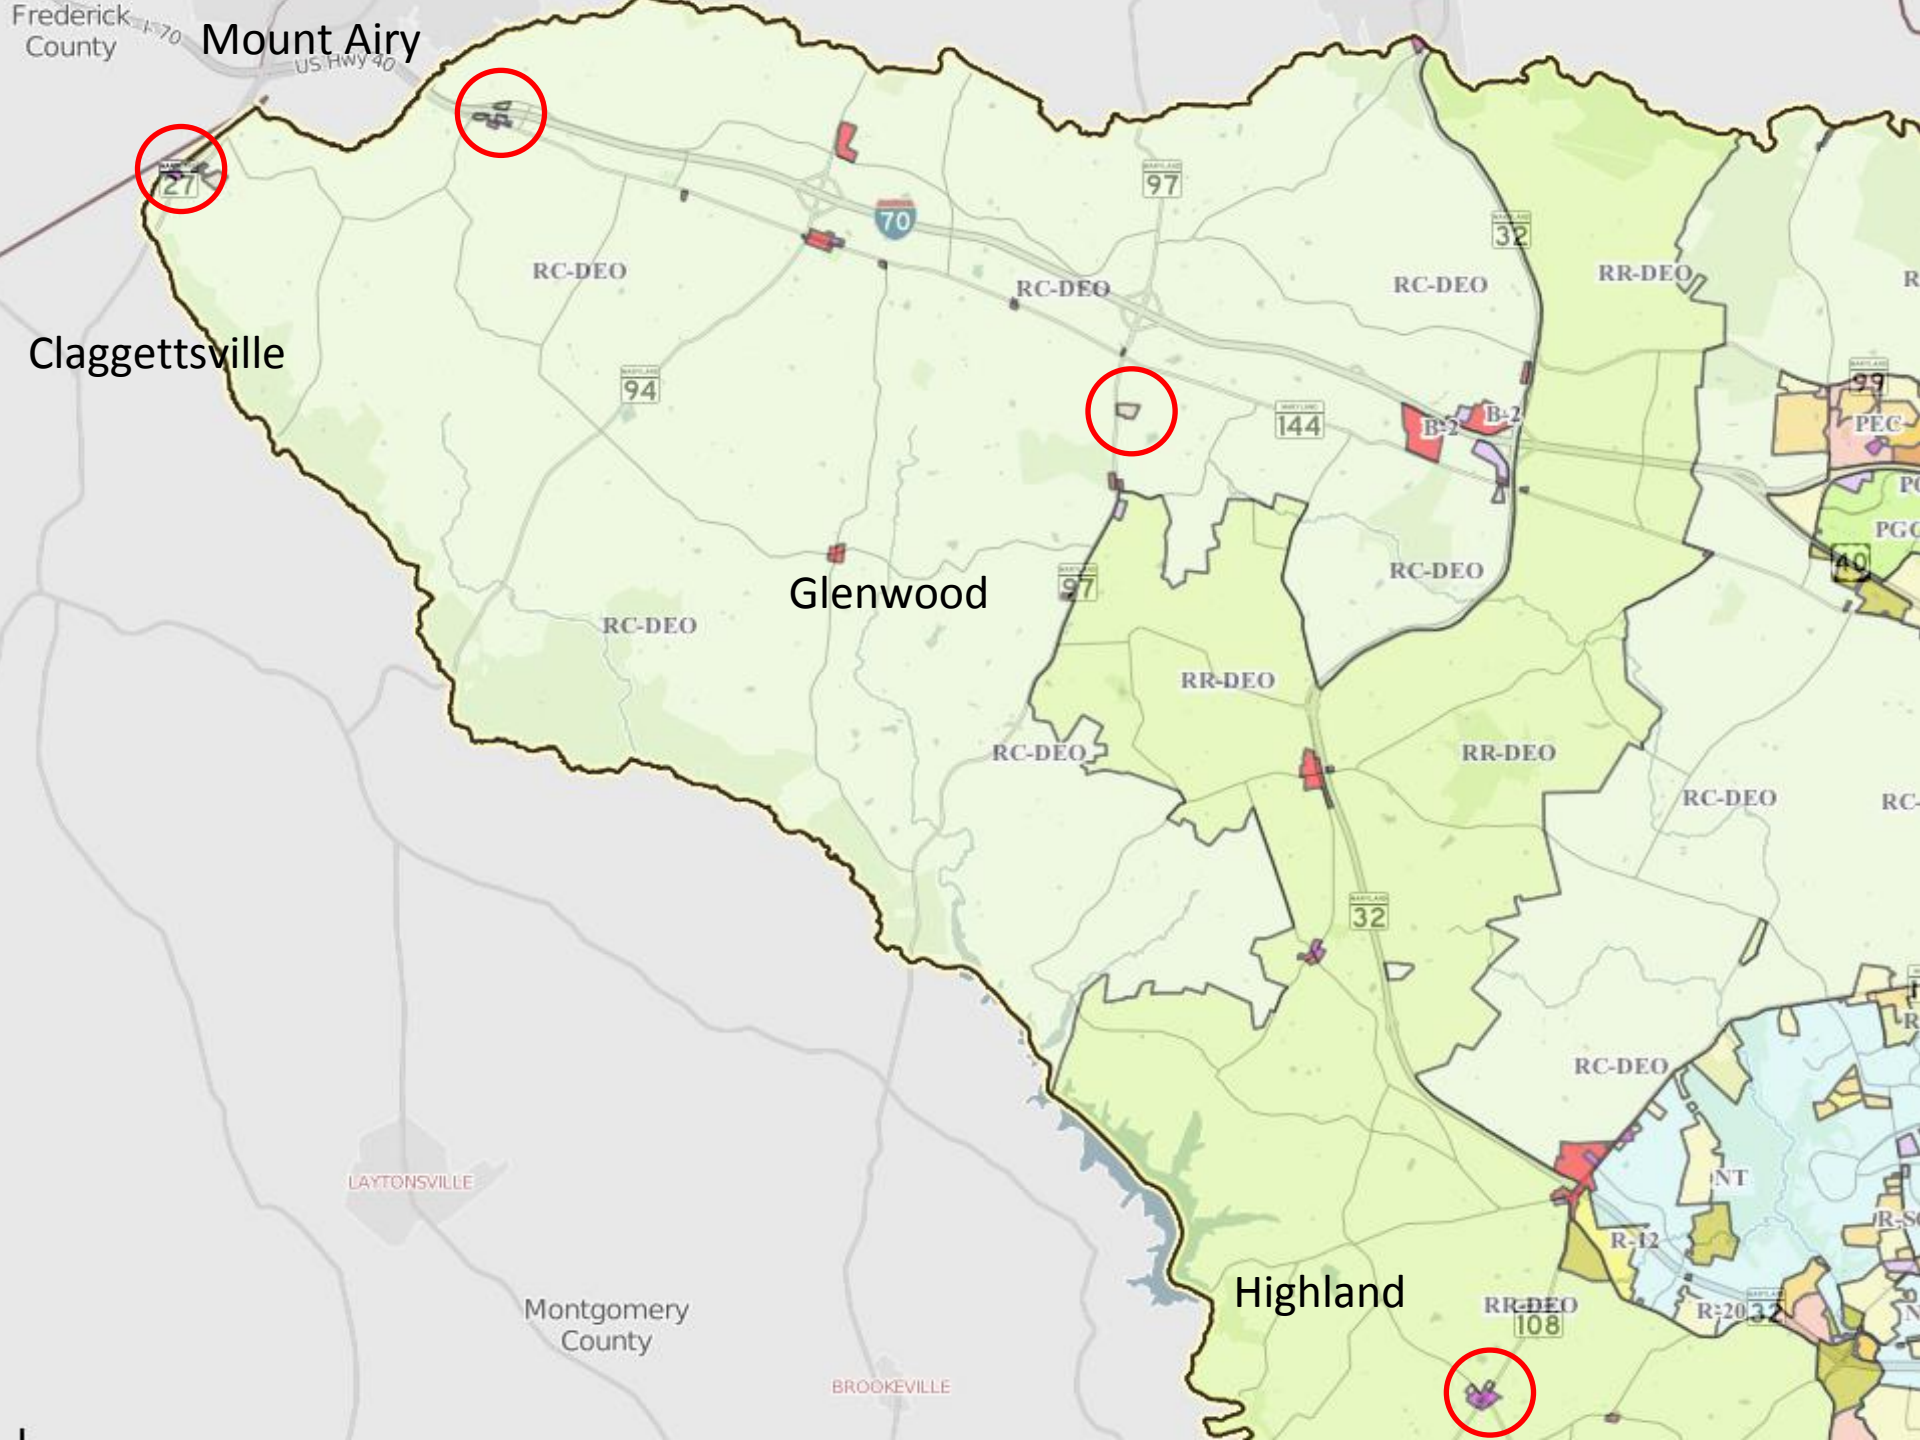 Frederick
County
I 70
Mount Airy
US Hwy 40
27
97
70
32
RC-DEO
RC-DEO
RC-DEO
RR-DEO
Claggettsville
94
99
144
B-2
B-2
PEC
PGC
40
RC-DEO
97
Glenwood
RC-DEO
RR-DEO
RC-DEO
RR-DEO
RC-DEO
RC-
32
RC-DEO
LAYTONSVILLE
NT
R-12
Highland
RR-DEO
108
R-20
32
Montgomery
County
BROOKEVILLE